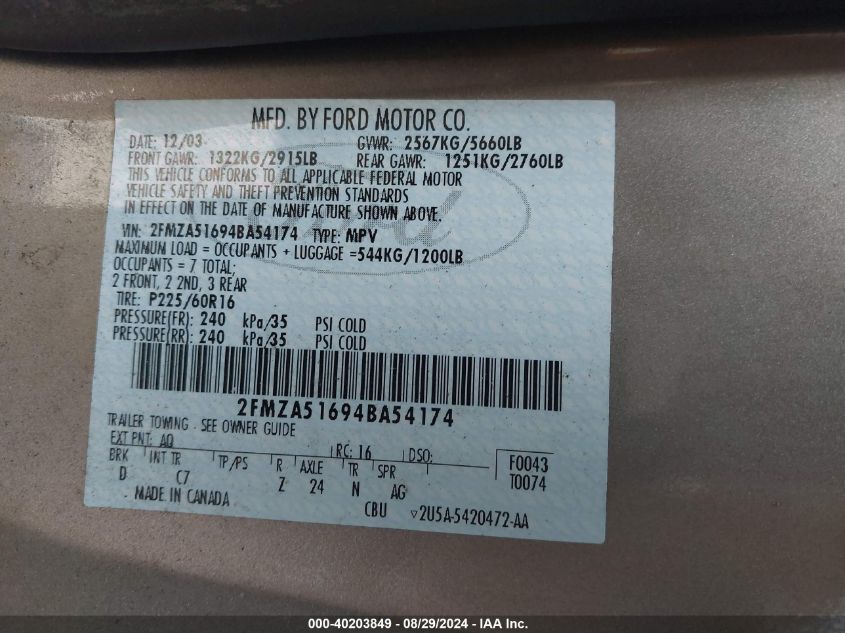 MFD. BY FORD MOTOR CO.
DATE: 12/03 GVWR: 2567KG/5660LB
FRONT GAWR: 1322KG/2915LB REAR GAWR: 1251KG/2760LB
THIS VEHICLE CONFORMS TO ALL APPLICABLE FEDERAL MOTOR
VEHICLE SAFETY AND THEFT PREVENTION STANDARDS
IN EFFECT ON THE DATE OF MANUFACTURE SHOWN ABOVE.
VIN: 2FMZA51694BA54174 TYPE: MPV
MAXIMUM LOAD = OCCUPANTS + LUGGAGE =544KG/1200LB
OCCUPANTS = 7 TOTAL;
2 FRONT, 2 2ND, 3 REAR
TIRE: P225/60R16
PRESSURE(FR): 240 kPa/35 PSI COLD
PRESSURE(RR): 240 kPa/35 PSI COLD
2FMZA51694BA54174
TRAILER TOWING - SEE OWNER GUIDE
EXT PNT: AQ RC: 16 DSO: F0043
BRK INT TR TP/PS R AXLE TR SPR T0074
D C7 Z 24 N AG
MADE IN CANADA CBU ▽2U5A-5420472-AA
Ford
000-40203849 - 08/29/2024 - IAA Inc.